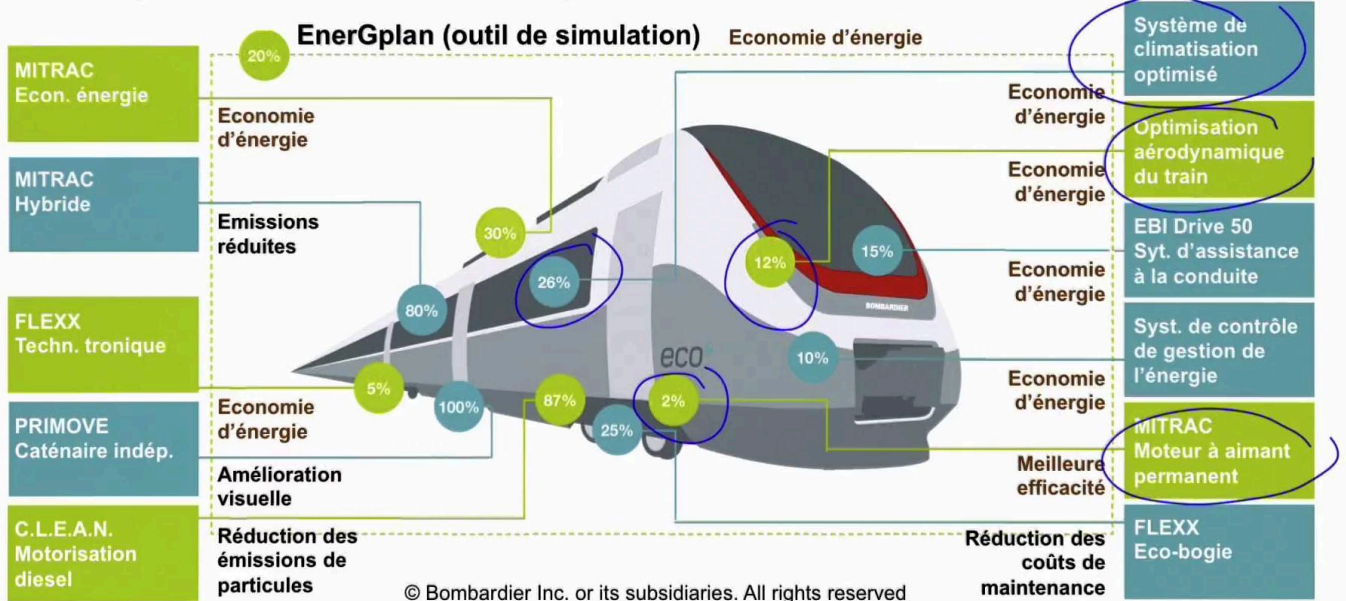 EnerGplan (outil de simulation)
Economie d'énergie
20%
MITRAC
Econ. énergie
Economie
d'énergie
MITRAC
Hybride
Emissions
réduites
FLEXX
Techn. tronique
Economie
d'énergie
PRIMOVE
Caténaire indép.
Amélioration
visuelle
C.L.E.A.N.
Motorisation
diesel
Réduction des
émissions de
particules
30%
26%
80%
5%
100%
87%
25%
2%
12%
15%
10%
BOMBARDIER
eco
Système de
climatisation
optimisé
Economie
d'énergie
Optimisation
aérodynamique
du train
Economie
d'énergie
EBI Drive 50
Syt. d'assistance
à la conduite
Economie
d'énergie
Syst. de contrôle
de gestion de
l'énergie
Economie
d'énergie
MITRAC
Moteur à aimant
permanent
Meilleure
efficacité
FLEXX
Eco-bogie
Réduction des
coûts de
maintenance
© Bombardier Inc. or its subsidiaries. All rights reserved